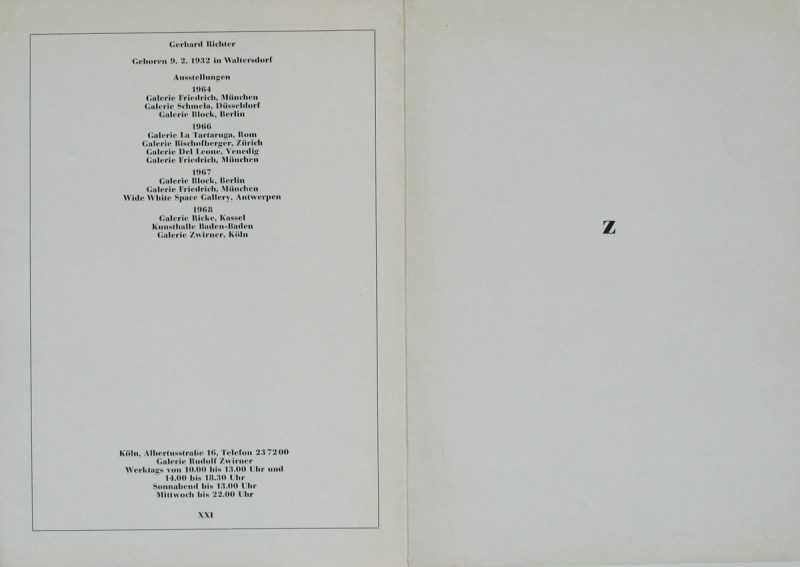 Gerhard Richter
Geboren 9. 2. 1932 in Waltersdorf
Ausstellungen
1964
Galerie Friedrich, München
Galerie Schmela, Düsseldorf
Galerie Block, Berlin
1966
Galerie La Tartaruga, Rom
Galerie Bischofberger, Zürich
Galerie Del Leone, Venedig
Galerie Friedrich, München
1967
Galerie Block, Berlin
Galerie Friedrich, München
Wide White Space Gallery, Antwerpen
1968
Galerie Ricke, Kassel
Kunsthalle Baden-Baden
Galerie Zwirner, Köln
Köln, Albertusstraße 16, Telefon 23 72 00
Galerie Rudolf Zwirner
Werktags von 10.00 bis 13.00 Uhr und
14.00 bis 18.30 Uhr
Sonnabend bis 13.00 Uhr
Mittwoch bis 22.00 Uhr
XXI
Z